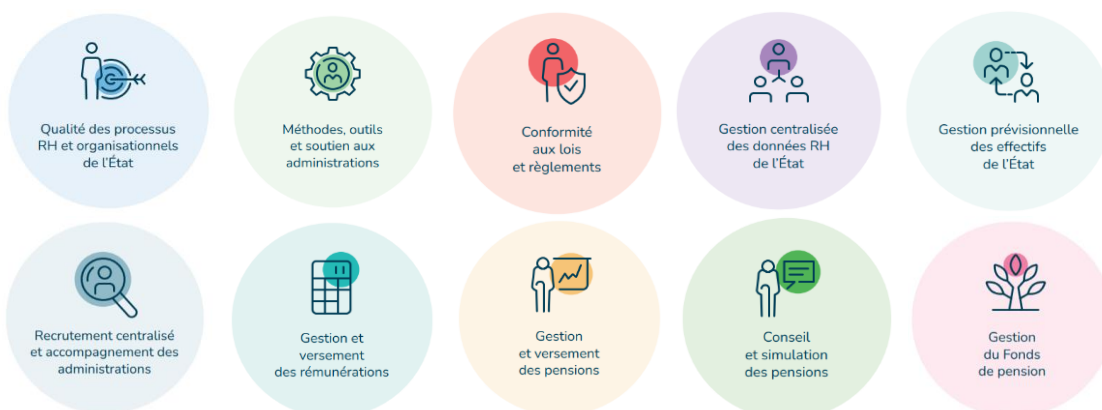 Qualité des processus
RH et organisationnels
de l'État
Méthodes, outils
et soutien aux
administrations
Conformité
aux lois
et règlements
Gestion centralisée
des données RH
de l'État
Gestion prévisionnelle
des effectifs
de l'État
Recrutement centralisé
et accompagnement des
administrations
Gestion et
versement
des rémunérations
Gestion
et versement
des pensions
Conseil
et simulation
des pensions
Gestion
du Fonds
de pension